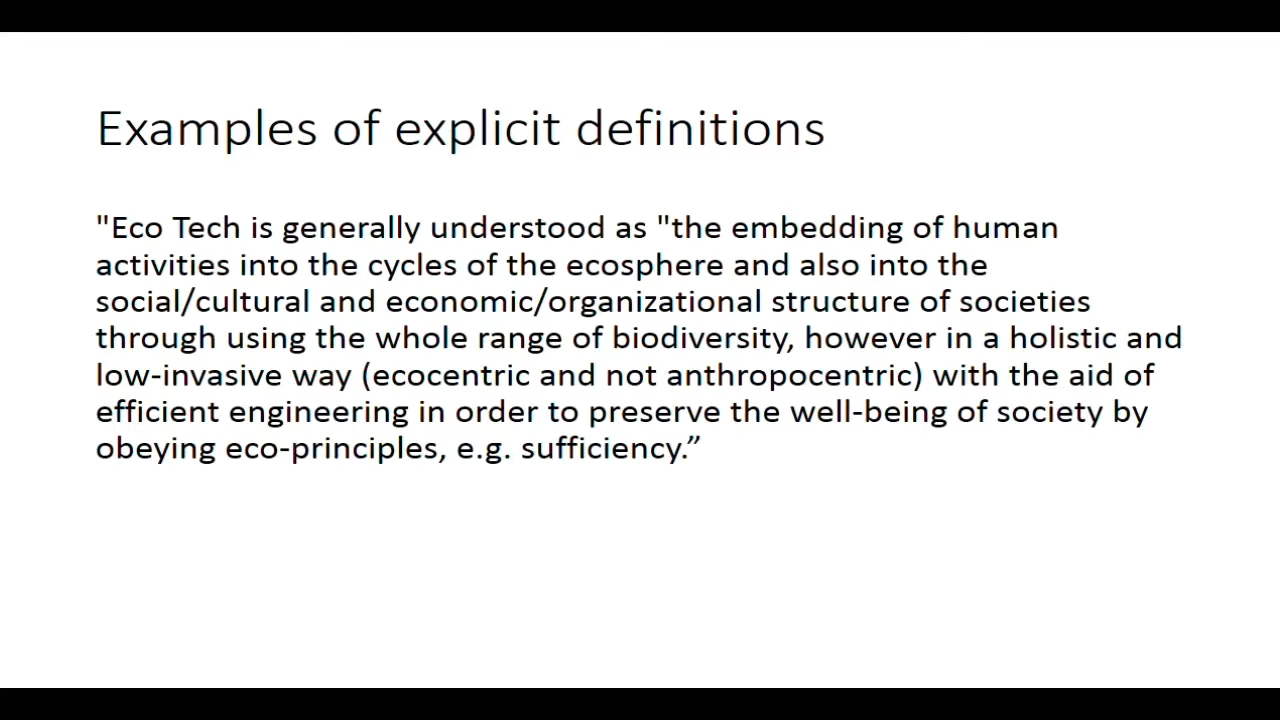 Examples of explicit definitions
"Eco Tech is generally understood as "the embedding of human
activities into the cycles of the ecosphere and also into the
social/cultural and economic/organizational structure of societies
through using the whole range of biodiversity, however in a holistic and
low-invasive way (ecocentric and not anthropocentric) with the aid of
efficient engineering in order to preserve the well-being of society by
obeying eco-principles, e.g. sufficiency.”